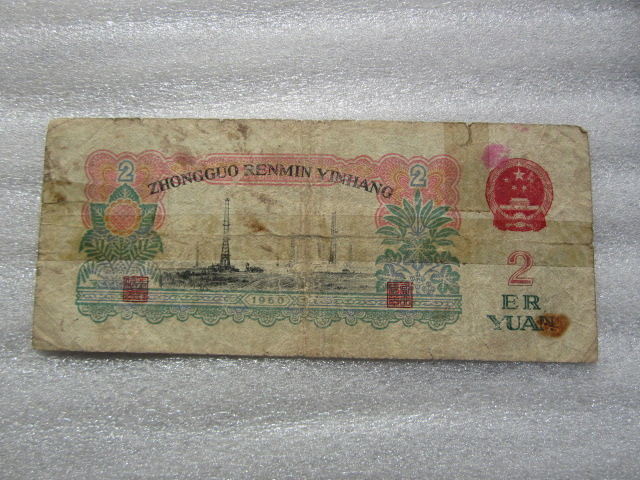 2 2
ZHONGGUO RENMIN YINHANG
1960
2
ER
YUAN